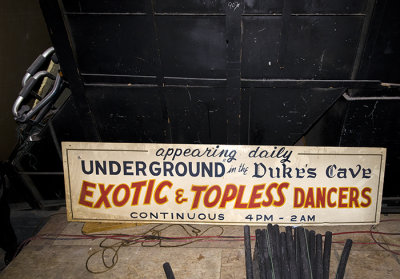 appearing daily
UNDERGROUND in the Duke's Cave
EXOTIC & TOPLESS DANCERS
CONTINUOUS 4PM - 2AM